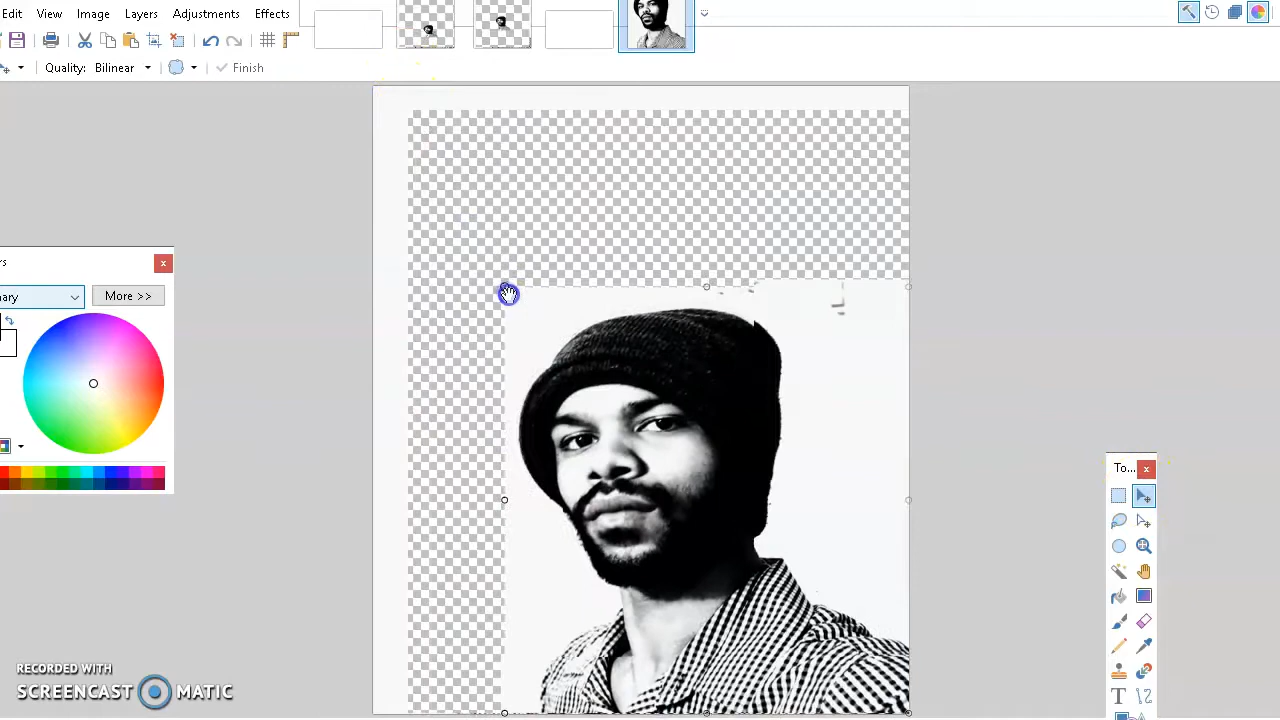 Edit View Image Layers Adjustments Effects
Quality: Bilinear Finish
More >>
To...
T
RECORDED WITH
SCREENCAST MATIC